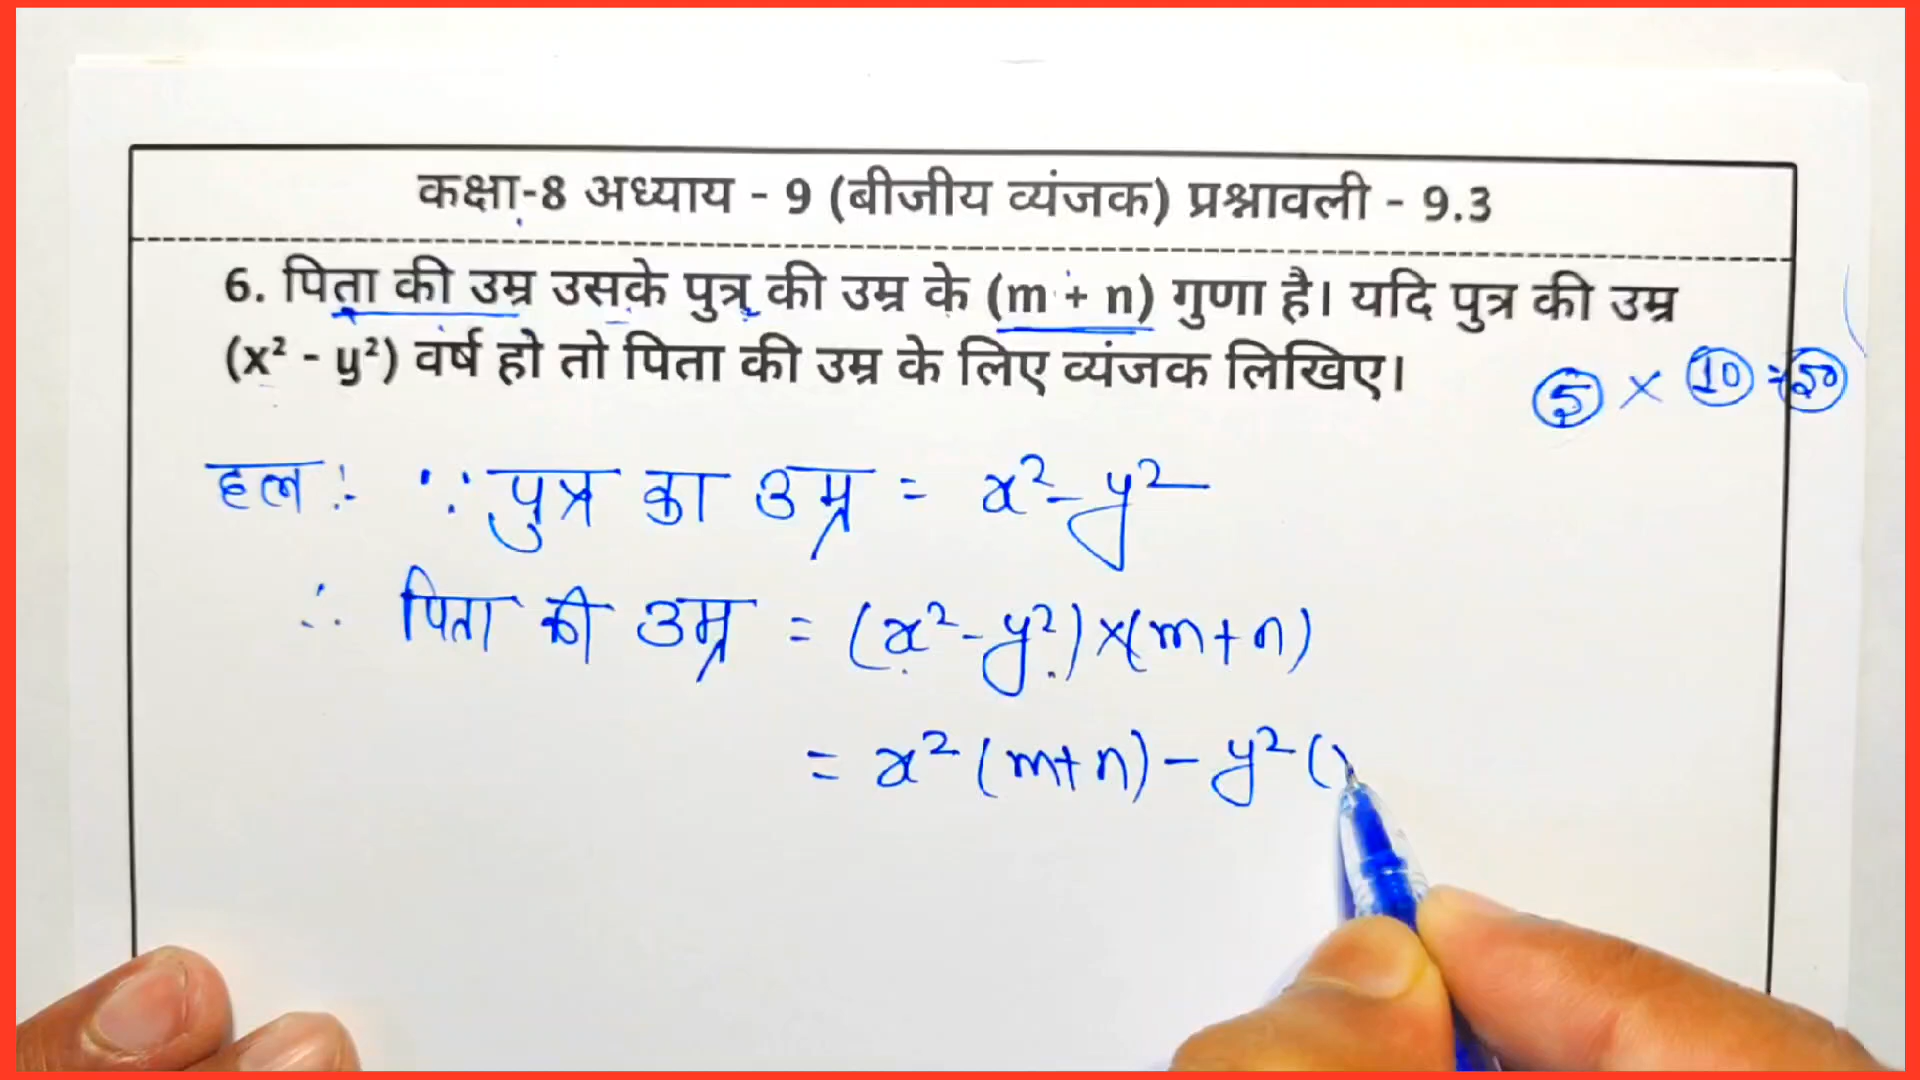 कक्षा-8 अध्याय - 9 (बीजीय व्यंजक) प्रश्नावली - 9.3
6. पिता की उम्र उसके पुत्र की उम्र के (m + n) गुणा है। यदि पुत्र की उम्र
(x² - y²) वर्ष हो तो पिता की उम्र के लिए व्यंजक लिखिए।
5 × 10 = 50
हल :- ∵ पुत्र का उम्र = x² - y²
∴ पिता की उम्र = (x² - y²) × (m + n)
= x² (m + n) - y² (